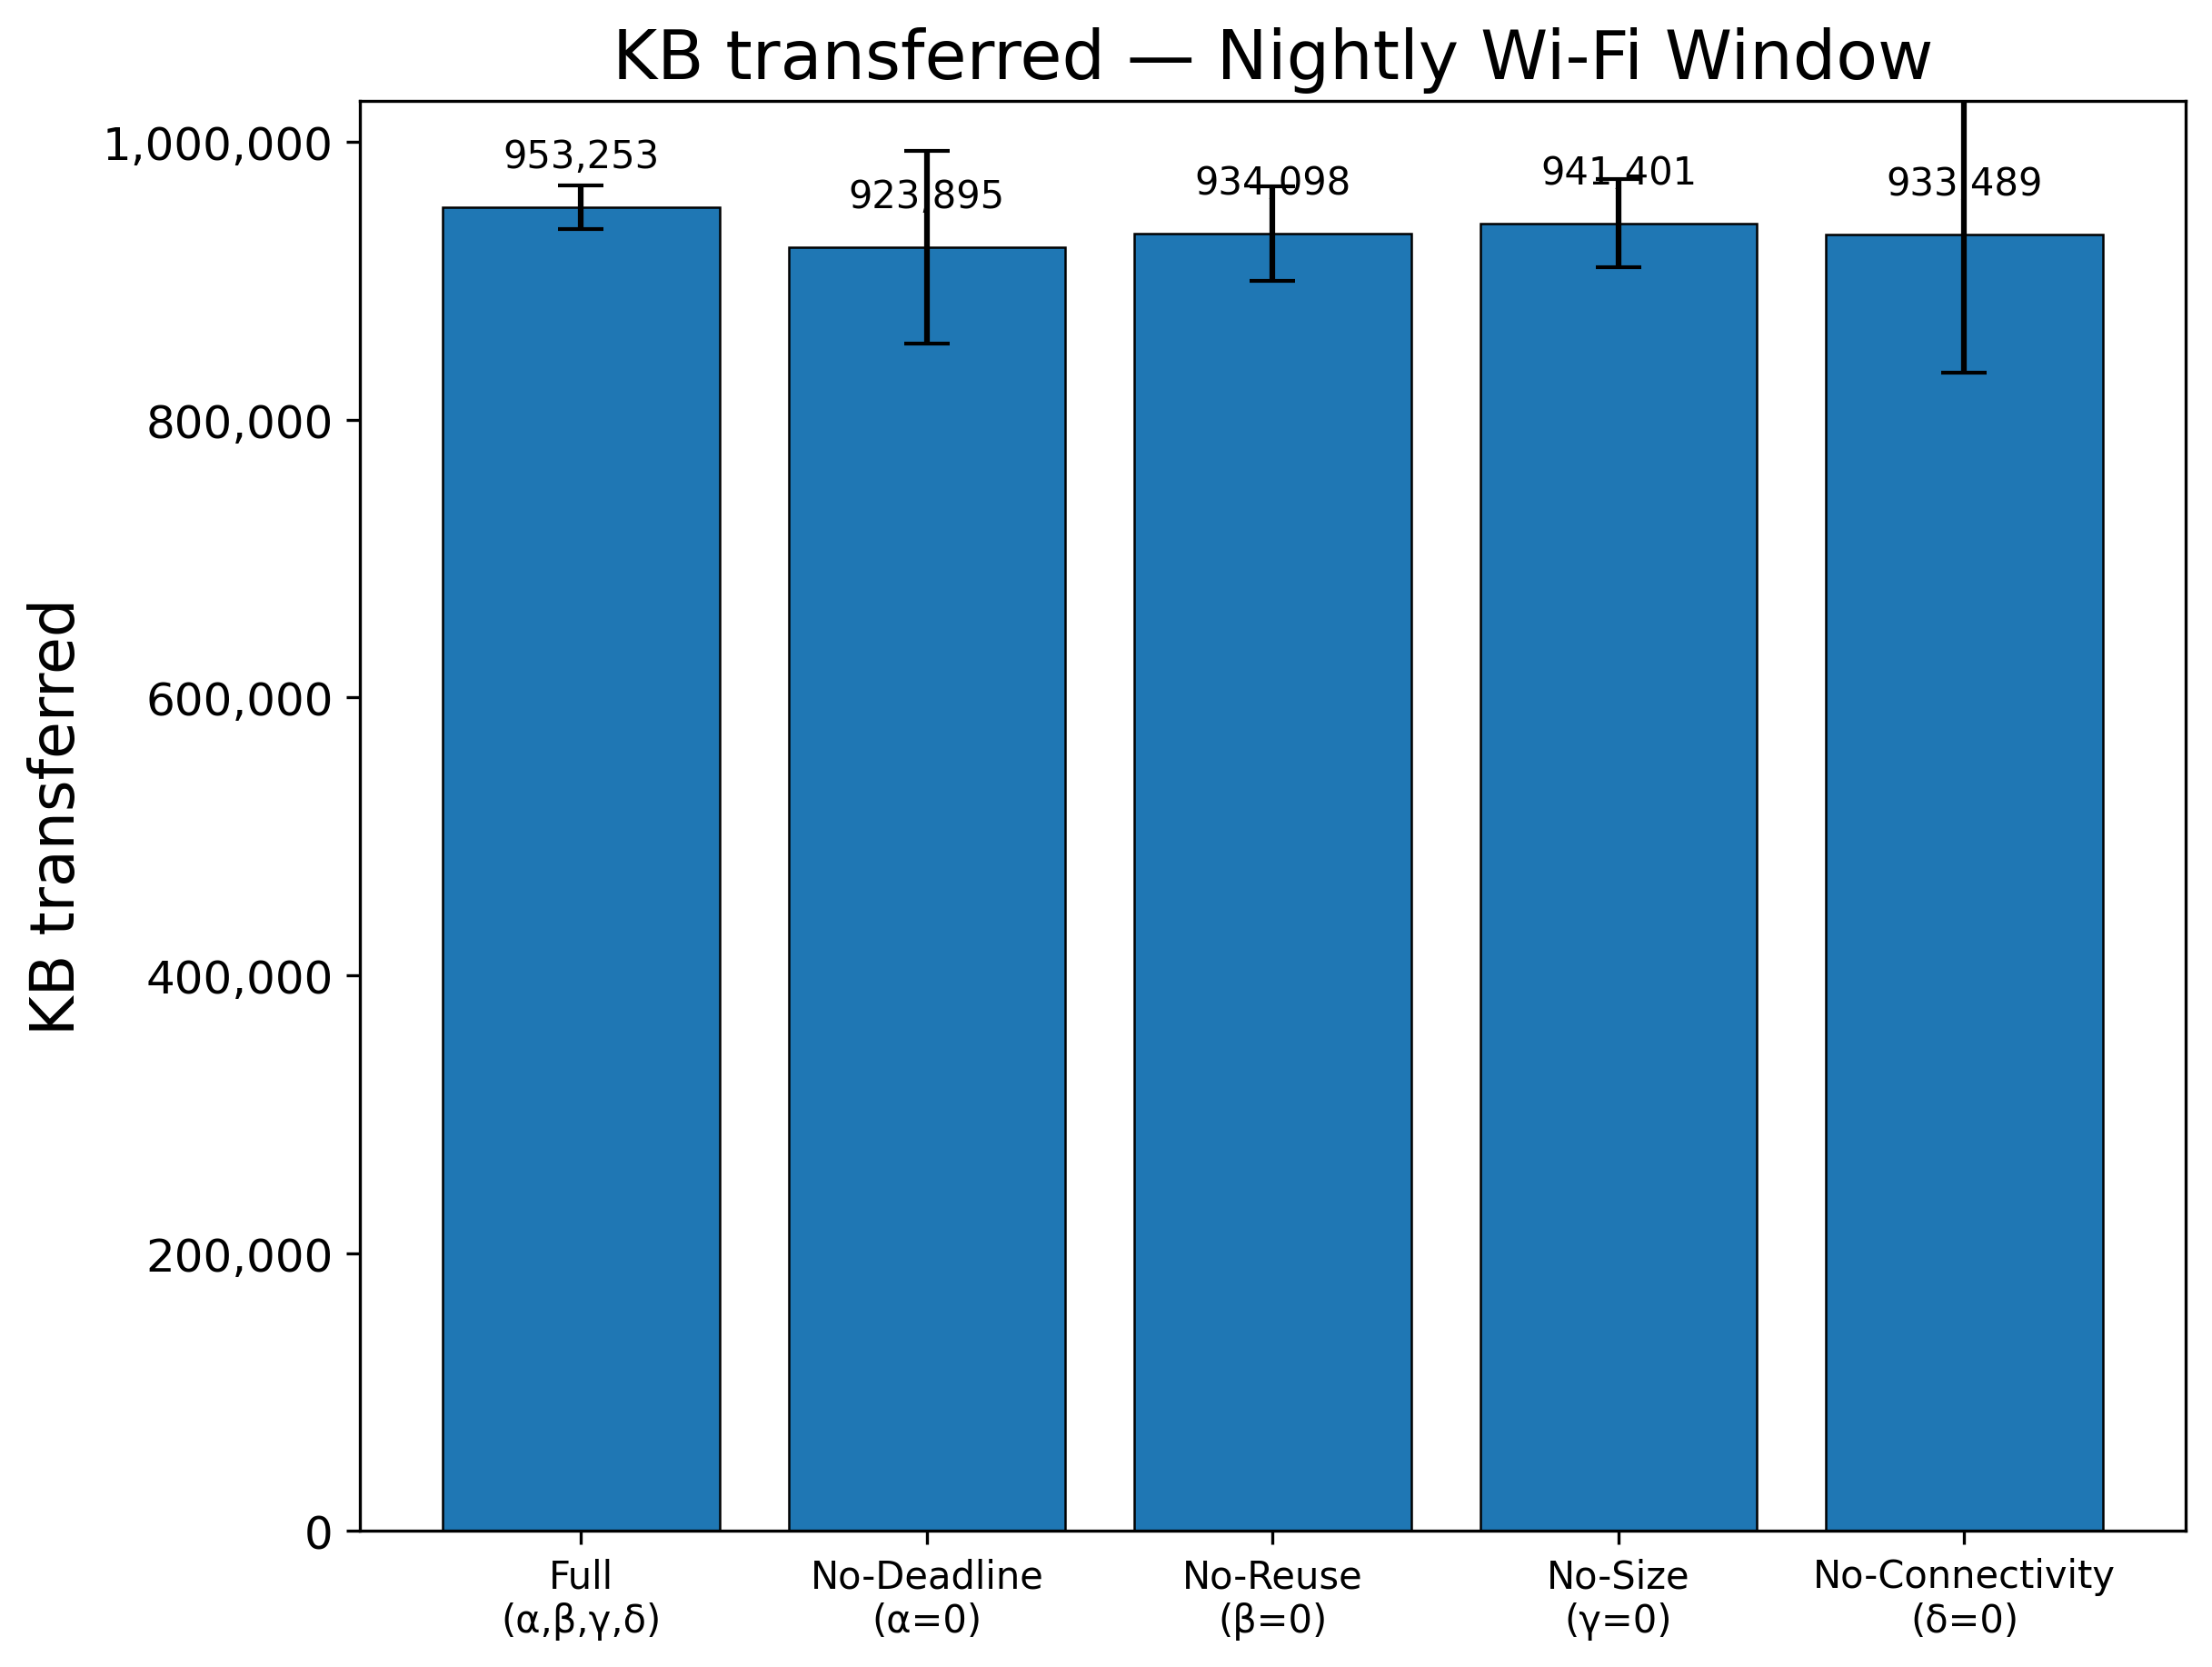 KB transferred — Nightly Wi-Fi Window
KB transferred
1,000,000
800,000
600,000
400,000
200,000
0
953,253
923,895
934,098
941,401
933,489
Full
(α,β,γ,δ)
No-Deadline
(α=0)
No-Reuse
(β=0)
No-Size
(γ=0)
No-Connectivity
(δ=0)